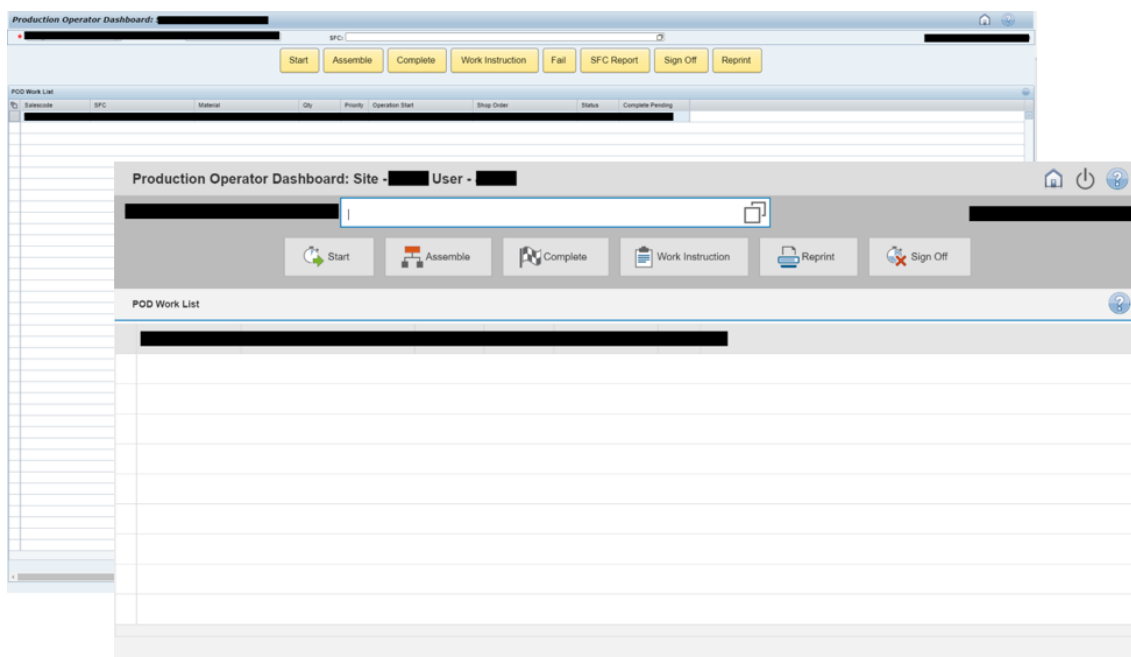 Production Operator Dashboard:
SFC:
Start Assemble Complete Work Instruction Fail SFC Report Sign Off Reprint
POD Work List
Salescode SFC Material Qty Priority Operation Start Shop Order Status Complete Pending
Production Operator Dashboard: Site - User -
Start Assemble Complete Work Instruction Reprint Sign Off
POD Work List